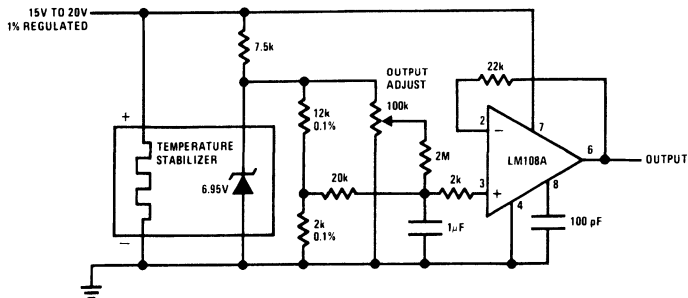 15V TO 20V
1% REGULATED
7.5k
OUTPUT
ADJUST
22k
12k
0.1%
100k
2
7
+
TEMPERATURE
STABILIZER
2M
−
LM108A
6
OUTPUT
6.95V
20k
2k
3
+
8
4
−
2k
0.1%
1μF
100 pF